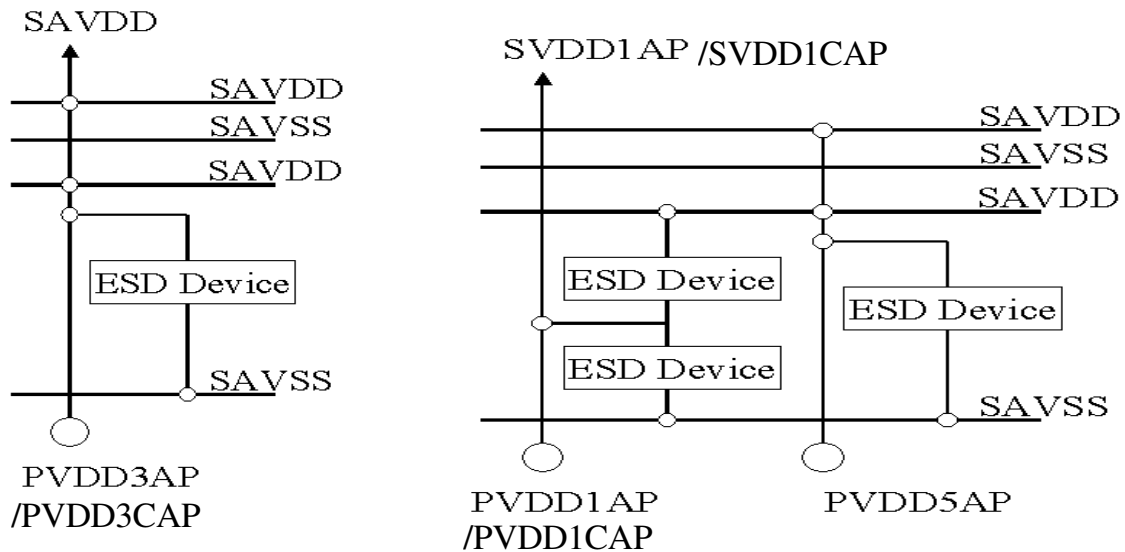 SAVDD
SAVDD
SAVSS
SAVDD
ESD Device
SAVSS
PVDD3AP
/PVDD3CAP
SVDD1AP /SVDD1CAP
SAVDD
SAVSS
SAVDD
ESD Device
ESD Device
ESD Device
SAVSS
PVDD1AP
/PVDD1CAP
PVDD5AP